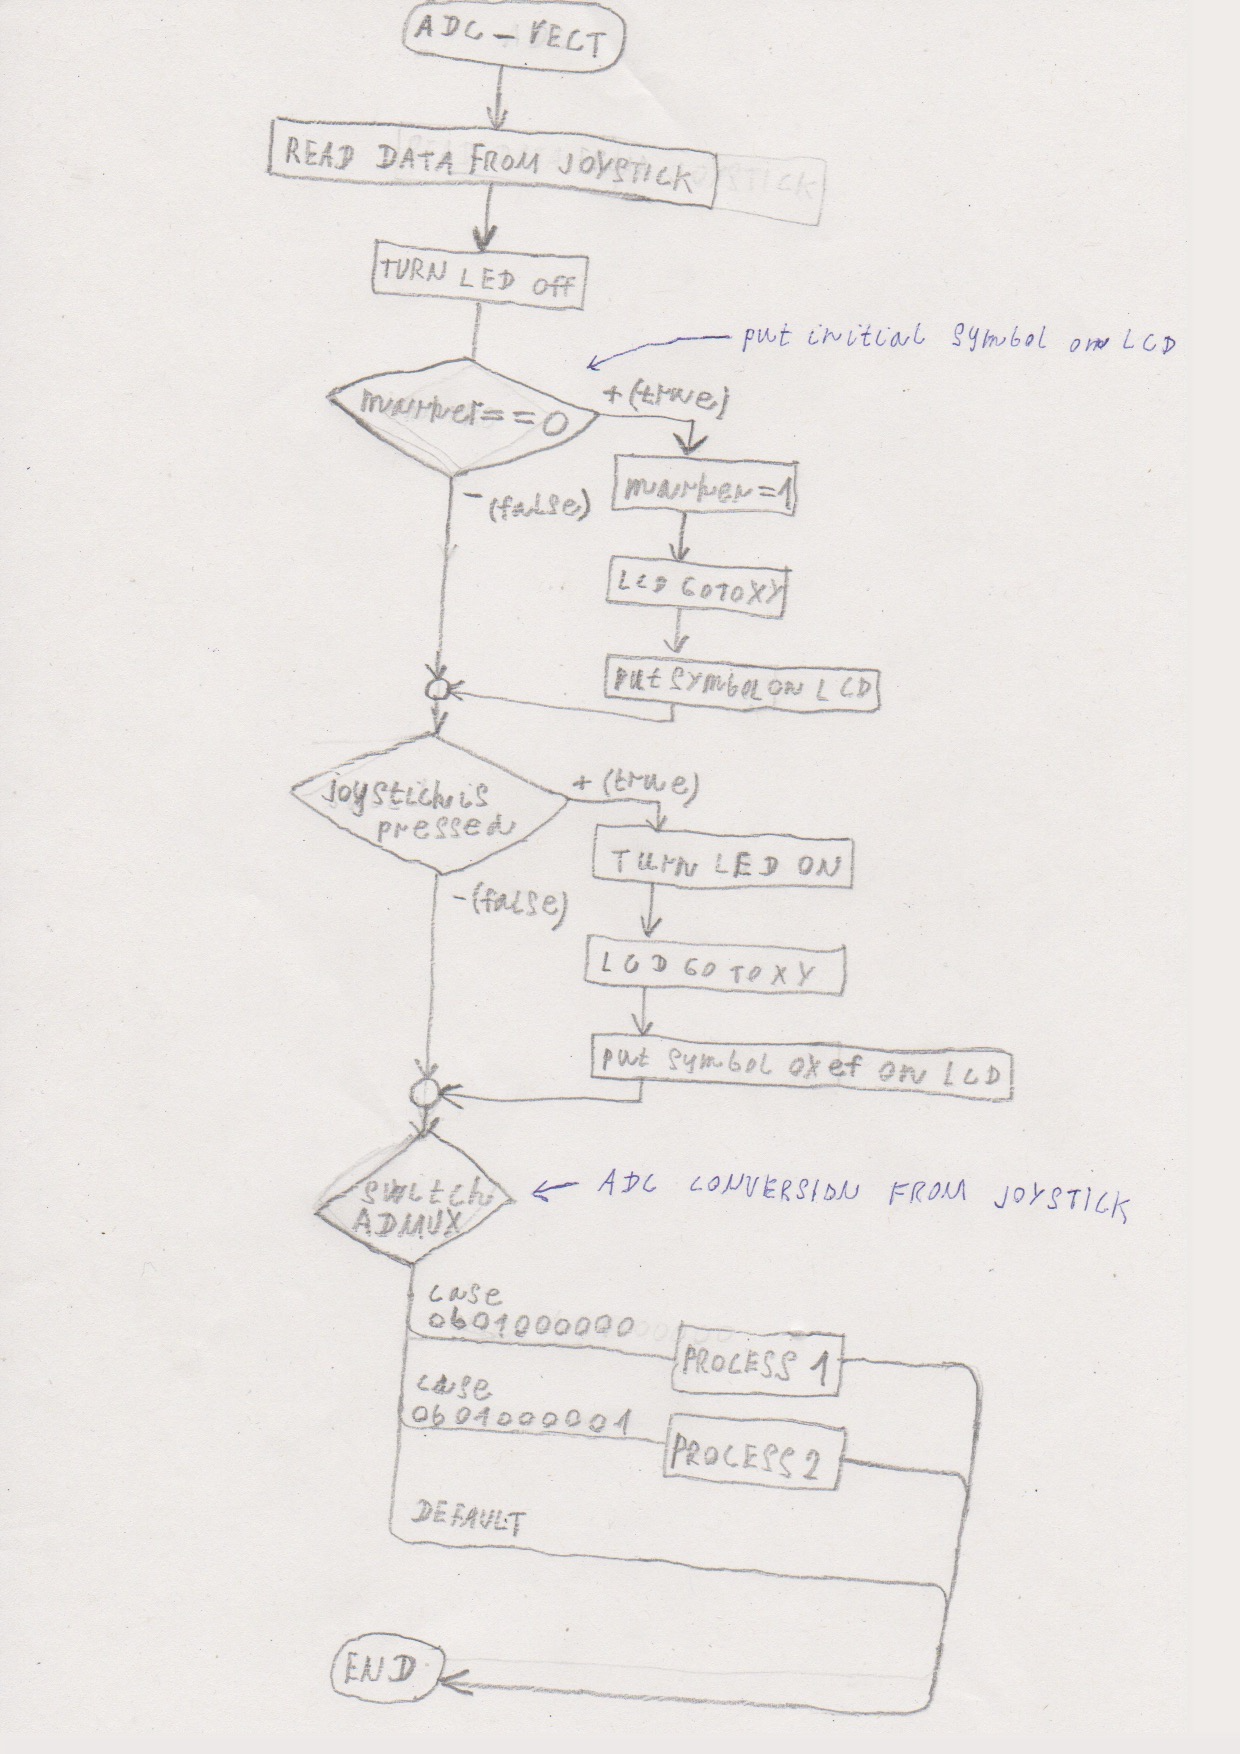 ADC_VECT
READ DATA FROM JOYSTICK
TURN LED off
put initial symbol on LCD
marker==0
+(true)
-(false)
marker=1
LCD GOTOXY
put symbol on LCD
joystick is
pressed
+(true)
-(false)
Turn LED ON
LCD GOTOXY
put symbol 0xef on LCD
switch
ADMUX
ADC CONVERSION FROM JOYSTICK
case
0b01000000
PROCESS 1
case
0b01000001
PROCESS 2
DEFAULT
END